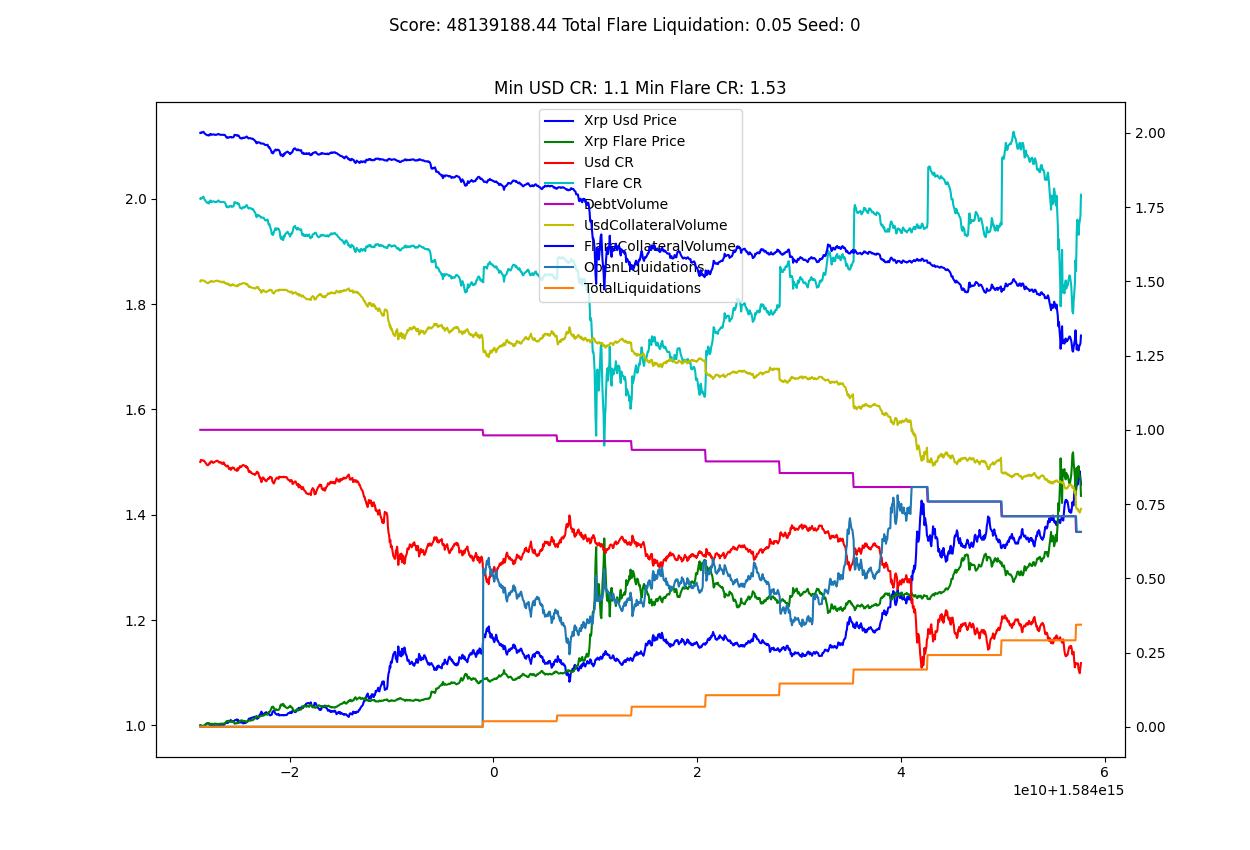 Score: 48139188.44 Total Flare Liquidation: 0.05 Seed: 0
Min USD CR: 1.1 Min Flare CR: 1.53
Xrp Usd Price
Xrp Flare Price
Usd CR
Flare CR
DebtVolume
UsdCollateralVolume
FlareCollateralVolume
OpenLiquidations
TotalLiquidations
2.0
1.8
1.6
1.4
1.2
1.0
2.00
1.75
1.50
1.25
1.00
0.75
0.50
0.25
0.00
−2
0
2
4
6
1e10+1.584e15